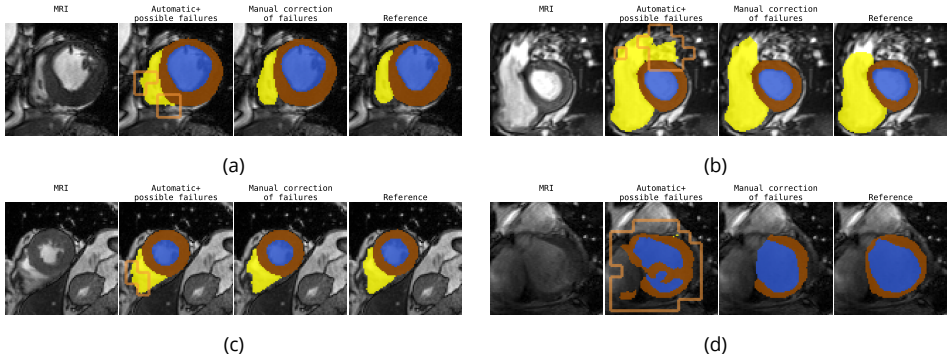 MRI
Automatic+
possible failures
Manual correction
of failures
Reference
(a)
MRI
Automatic+
possible failures
Manual correction
of failures
Reference
(b)
MRI
Automatic+
possible failures
Manual correction
of failures
Reference
(c)
MRI
Automatic+
possible failures
Manual correction
of failures
Reference
(d)